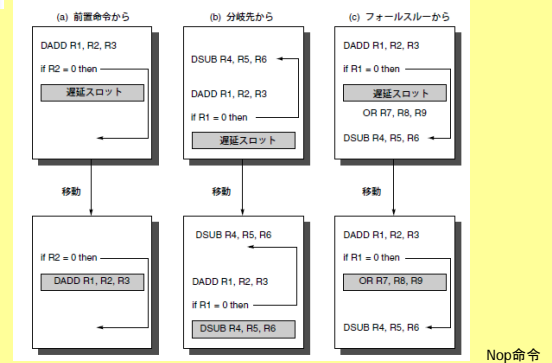 (a) 前置命令から
DADD R1, R2, R3
if R2 = 0 then
遅延スロット
移動
if R2 = 0 then
DADD R1, R2, R3
(b) 分岐先から
DSUB R4, R5, R6
DADD R1, R2, R3
if R1 = 0 then
遅延スロット
移動
DSUB R4, R5, R6
DADD R1, R2, R3
if R1 = 0 then
DSUB R4, R5, R6
(c) フォールスルーから
DADD R1, R2, R3
if R1 = 0 then
遅延スロット
OR R7, R8, R9
DSUB R4, R5, R6
移動
DADD R1, R2, R3
if R1 = 0 then
OR R7, R8, R9
DSUB R4, R5, R6
Nop命令